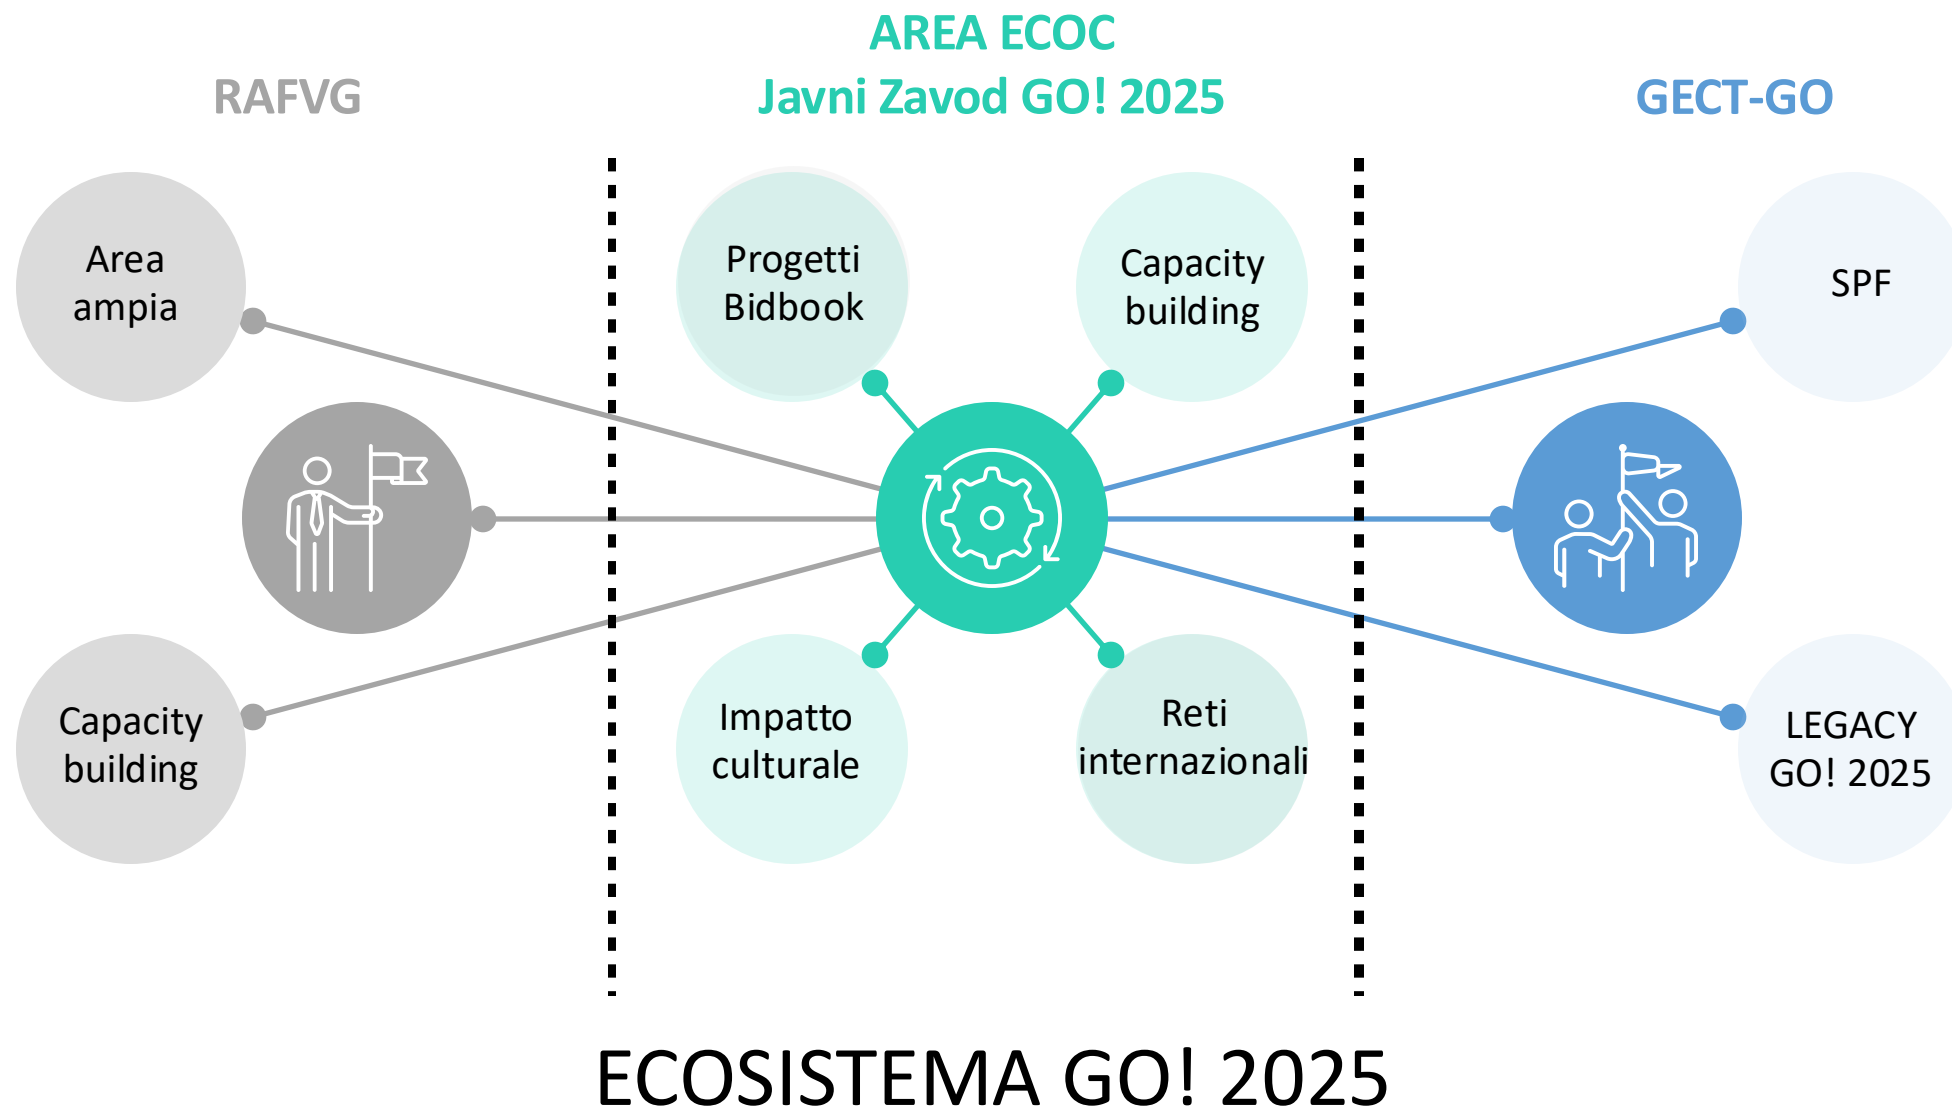 AREA ECOC
RAFVG
Javni Zavod GO! 2025
GECT-GO
Area
ampia
Progetti
Bidbook
Capacity
building
SPF
Capacity
building
Impatto
culturale
Reti
internazionali
LEGACY
GO! 2025
ECOSISTEMA GO! 2025